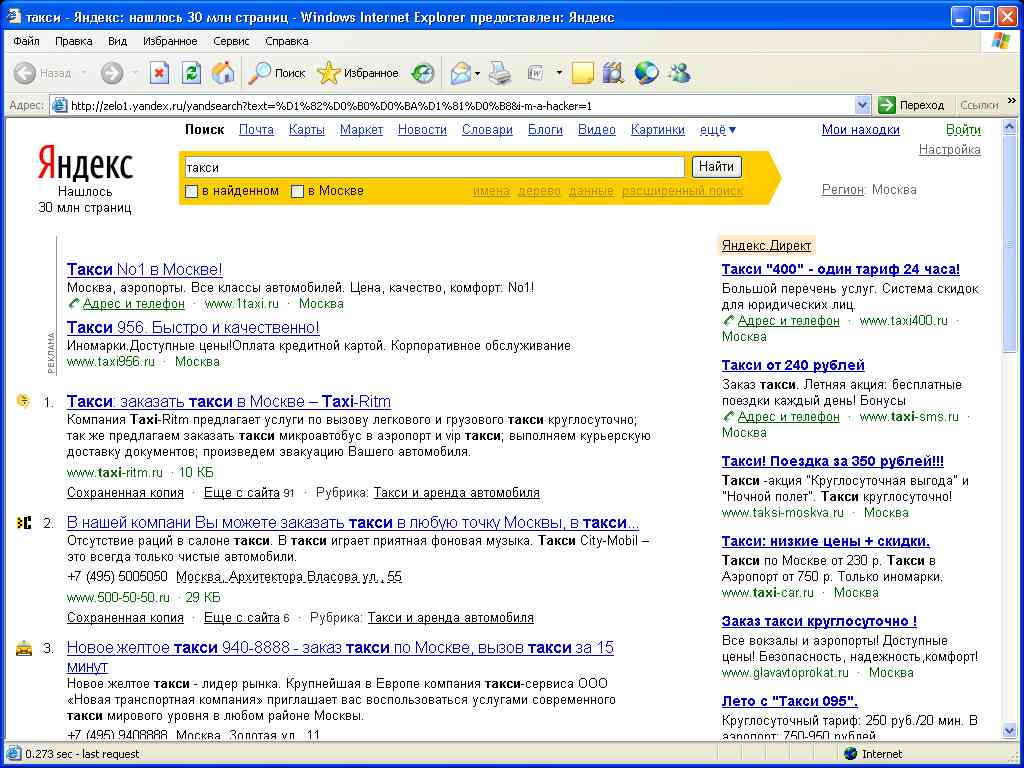 такси - Яндекс: нашлось 30 млн страниц - Windows Internet Explorer предоставлен: Яндекс
Файл Правка Вид Избранное Сервис Справка
Назад Поиск Избранное
Адрес: http://zelo1.yandex.ru/yandsearch?text=%D1%82%D0%B0%D0%BA%D1%81%D0%B8&i-m-a-hacker=1 Переход Ссылки »
Поиск Почта Карты Маркет Новости Словари Блоги Видео Картинки ещё ▼ Мои находки Войти
Настройка
Яндекс
такси Найти
Нашлось
30 млн страниц
в найденном в Москве имена дерево данные расширенный поиск
Регион: Москва
РЕКЛАМА
Такси No1 в Москве!
Москва, аэропорты. Все классы автомобилей. Цена, качество, комфорт: No1!
Адрес и телефон · www.1taxi.ru · Москва
Такси 956. Быстро и качественно!
Иномарки.Доступные цены!Оплата кредитной картой. Корпоративное обслуживание
www.taxi956.ru · Москва
1. Такси: заказать такси в Москве – Taxi-Ritm
Компания Taxi-Ritm предлагает услуги по вызову легкового и грузового такси круглосуточно;
так же предлагаем заказать такси микроавтобус в аэропорт и vip такси; выполняем курьерскую
доставку документов; произведем эвакуацию Вашего автомобиля.
www.taxi-ritm.ru · 10 КБ
Сохраненная копия · Еще с сайта 91 · Рубрика: Такси и аренда автомобиля
2. В нашей компани Вы можете заказать такси в любую точку Москвы, в такси...
Отсутствие раций в салоне такси. В такси играет приятная фоновая музыка. Такси City-Mobil –
это всегда только чистые автомобили.
+7 (495) 5005050 Москва, Архитектора Власова ул., 55
www.500-50-50.ru · 29 КБ
Сохраненная копия · Еще с сайта 6 · Рубрика: Такси и аренда автомобиля
3. Новое желтое такси 940-8888 - заказ такси по Москве, вызов такси за 15
минут
Новое желтое такси - лидер рынка. Крупнейшая в Европе компания такси-сервиса ООО
«Новая транспортная компания» приглашает вас воспользоваться услугами современного
такси мирового уровня в любом районе Москвы.
+7 (495) 9408888 Москва, Золотая ул., 11
Яндекс.Директ
Такси "400" - один тариф 24 часа!
Большой перечень услуг. Система скидок
для юридических лиц.
Адрес и телефон · www.taxi400.ru ·
Москва
Такси от 240 рублей
Заказ такси. Летняя акция: бесплатные
поездки каждый день! Бонусы
Адрес и телефон · www.taxi-sms.ru ·
Москва
Такси! Поездка за 350 рублей!!!
Такси -акция "Круглосуточная выгода" и
"Ночной полет". Такси круглосуточно!
www.taksi-moskva.ru · Москва
Такси: низкие цены + скидки.
Такси по Москве от 230 р. Такси в
Аэропорт от 750 р. Только иномарки.
www.taxi-car.ru · Москва
Заказ такси круглосуточно !
Все вокзалы и аэропорты! Доступные
цены! Безопасность, надежность,комфорт!
www.glavavtoprokat.ru · Москва
Лето с "Такси 095".
Круглосуточный тариф: 250 руб./20 мин. В
аэропорт: 750-950 руб. Иномарки
0.273 sec - last request Internet